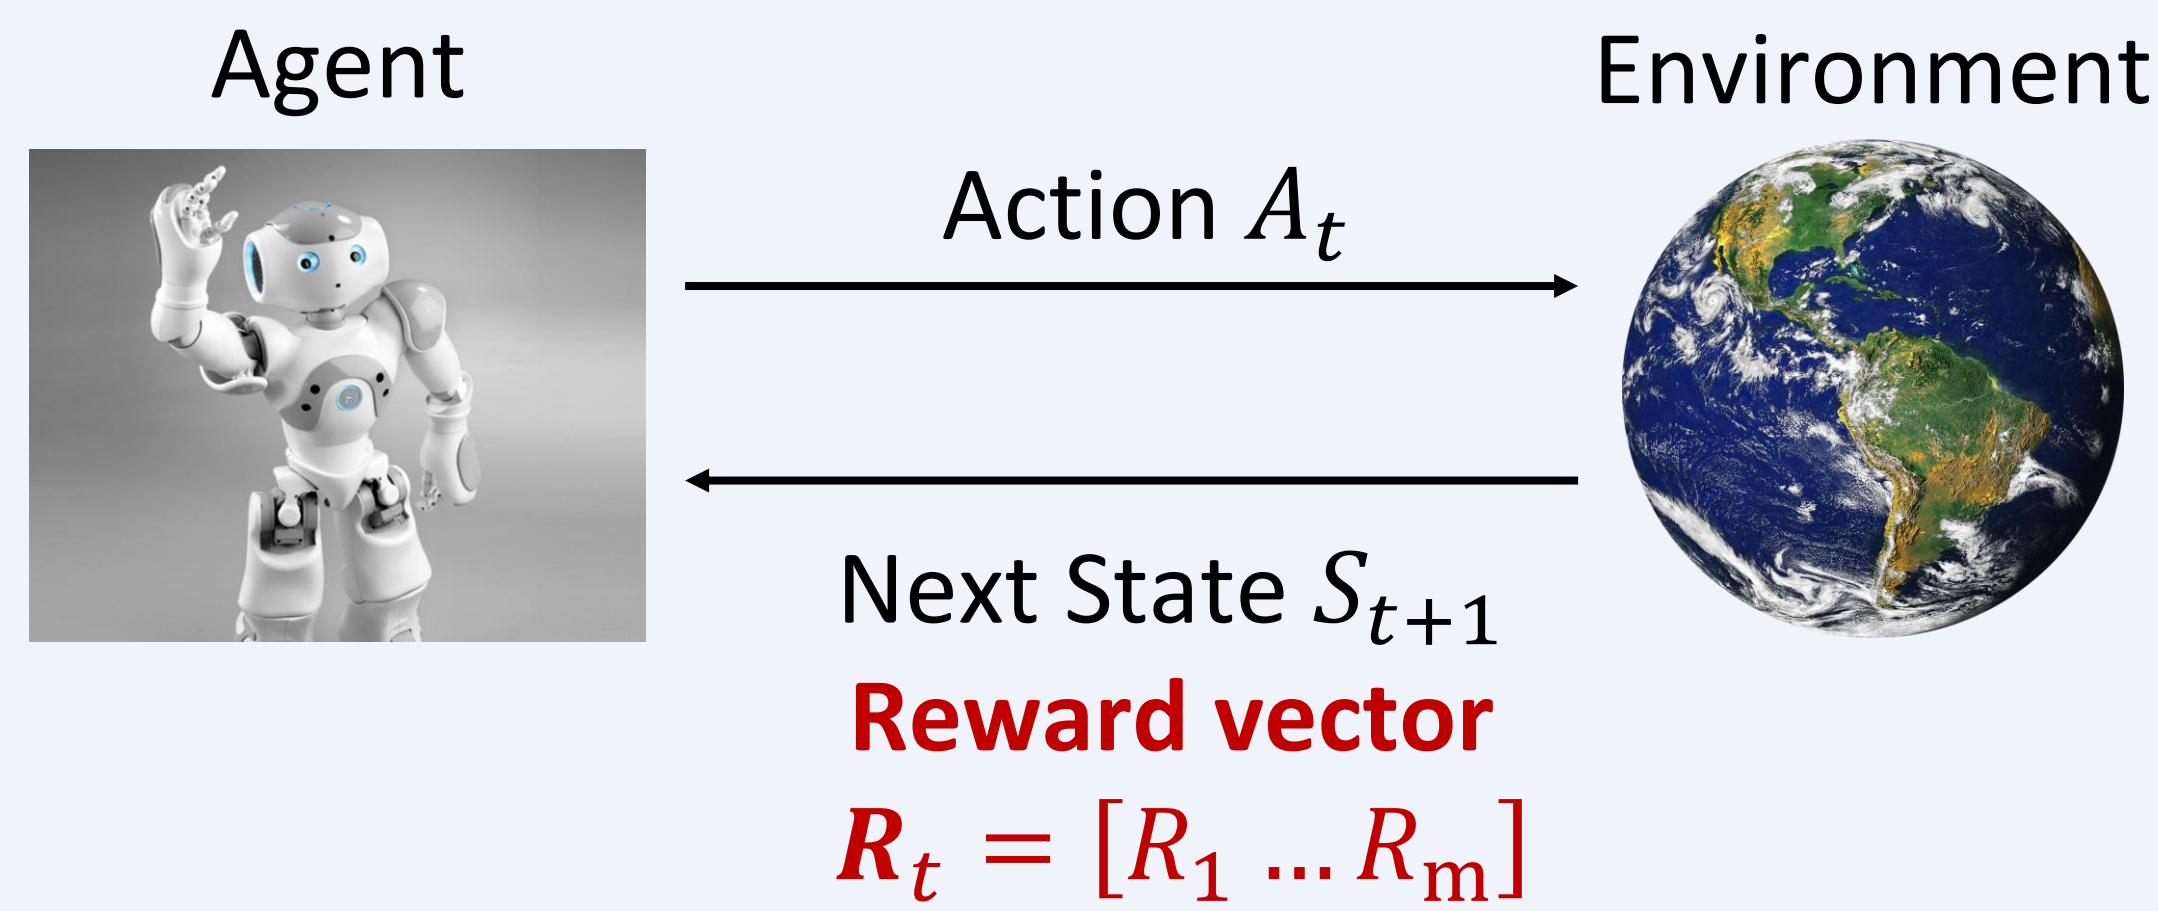 Agent
Environment
Action A_t
Next State S_{t+1}
Reward vector
R_t = [R_1 … R_m]